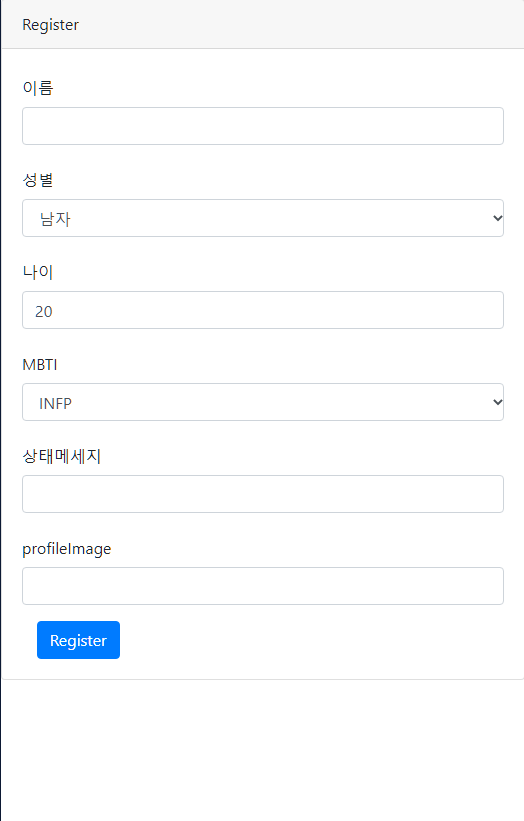 Register
이름
성별
남자
나이
20
MBTI
INFP
상태메세지
profileImage
Register